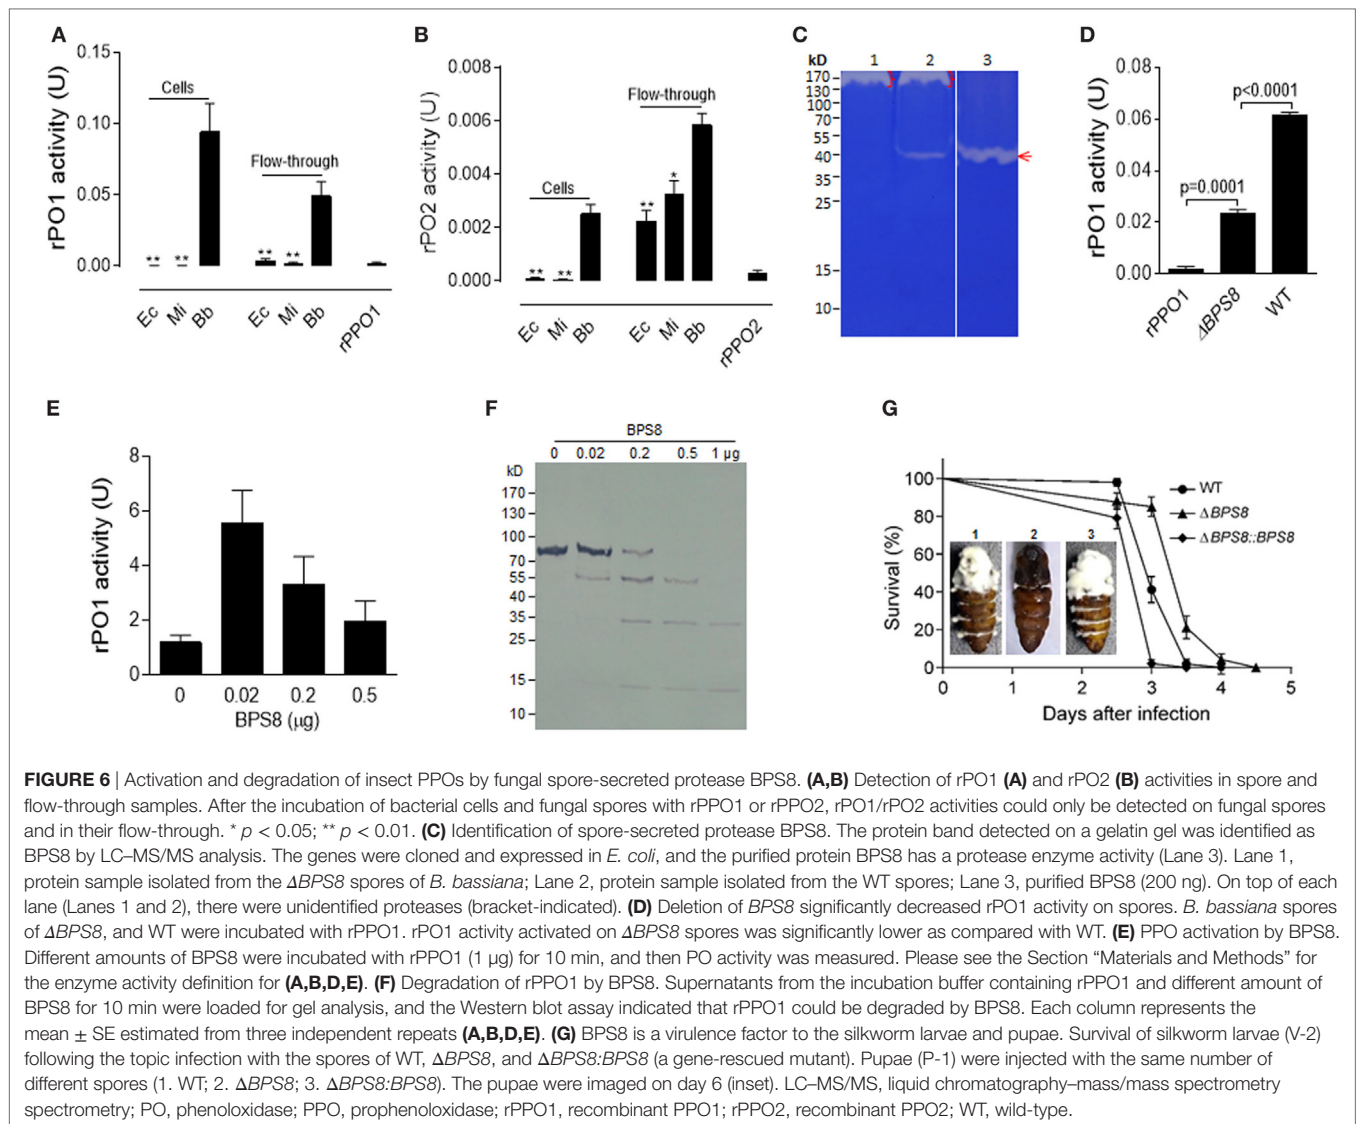 A
rPO1 activity (U)
0.15
0.10
0.05
0.00
Cells
Flow-through
** ** ** **
Ec Mi Bb Ec Mi Bb rPPO1
B
rPO2 activity (U)
0.008
0.006
0.004
0.002
0.000
Cells
Flow-through
** ** ** *
Ec Mi Bb Ec Mi Bb rPPO2
C
kD 1 2 3
170
130
100
70
55
40
35
25
15
10
D
rPO1 activity (U)
0.08
0.06
0.04
0.02
0.00
p<0.0001
p=0.0001
rPPO1 ΔBPS8 WT
E
rPO1 activity (U)
8
6
4
2
0
0 0.02 0.2 0.5
BPS8 (μg)
F
BPS8
0 0.02 0.2 0.5 1 μg
kD
170
130
100
70
55
40
35
25
15
10
G
Survival (%)
100
80
60
40
20
0
0 1 2 3 4 5
Days after infection
WT
ΔBPS8
ΔBPS8::BPS8
1 2 3
FIGURE 6 | Activation and degradation of insect PPOs by fungal spore-secreted protease BPS8. (A,B) Detection of rPO1 (A) and rPO2 (B) activities in spore and
flow-through samples. After the incubation of bacterial cells and fungal spores with rPPO1 or rPPO2, rPO1/rPO2 activities could only be detected on fungal spores
and in their flow-through. * p < 0.05; ** p < 0.01. (C) Identification of spore-secreted protease BPS8. The protein band detected on a gelatin gel was identified as
BPS8 by LC–MS/MS analysis. The genes were cloned and expressed in E. coli, and the purified protein BPS8 has a protease enzyme activity (Lane 3). Lane 1,
protein sample isolated from the ΔBPS8 spores of B. bassiana; Lane 2, protein sample isolated from the WT spores; Lane 3, purified BPS8 (200 ng). On top of each
lane (Lanes 1 and 2), there were unidentified proteases (bracket-indicated). (D) Deletion of BPS8 significantly decreased rPO1 activity on spores. B. bassiana spores
of ΔBPS8, and WT were incubated with rPPO1. rPO1 activity activated on ΔBPS8 spores was significantly lower as compared with WT. (E) PPO activation by BPS8.
Different amounts of BPS8 were incubated with rPPO1 (1 μg) for 10 min, and then PO activity was measured. Please see the Section “Materials and Methods” for
the enzyme activity definition for (A,B,D,E). (F) Degradation of rPPO1 by BPS8. Supernatants from the incubation buffer containing rPPO1 and different amount of
BPS8 for 10 min were loaded for gel analysis, and the Western blot assay indicated that rPPO1 could be degraded by BPS8. Each column represents the
mean ± SE estimated from three independent repeats (A,B,D,E). (G) BPS8 is a virulence factor to the silkworm larvae and pupae. Survival of silkworm larvae (V-2)
following the topic infection with the spores of WT, ΔBPS8, and ΔBPS8:BPS8 (a gene-rescued mutant). Pupae (P-1) were injected with the same number of
different spores (1. WT; 2. ΔBPS8; 3. ΔBPS8:BPS8). The pupae were imaged on day 6 (inset). LC–MS/MS, liquid chromatography–mass/mass spectrometry
spectrometry; PO, phenoloxidase; PPO, prophenoloxidase; rPPO1, recombinant PPO1; rPPO2, recombinant PPO2; WT, wild-type.